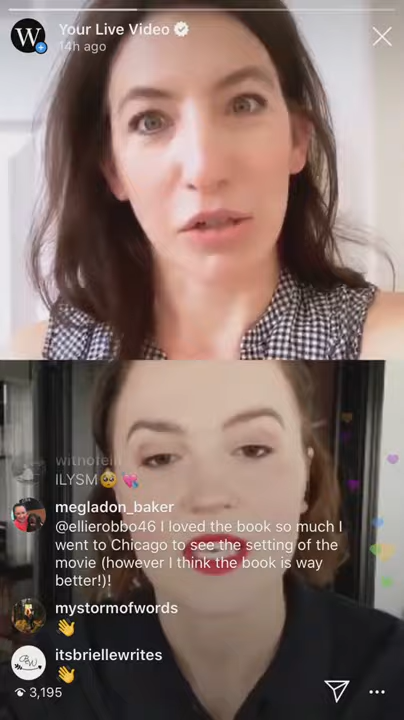 W
Your Live Video
14h ago
withofelii
ILYSM🥺💘
megladon_baker
@ellierobbo46 I loved the book so much I
went to Chicago to see the setting of the
movie (however I think the book is way
better!)!
mystormofwords
👋
itsbriellewrites
👋
3,195